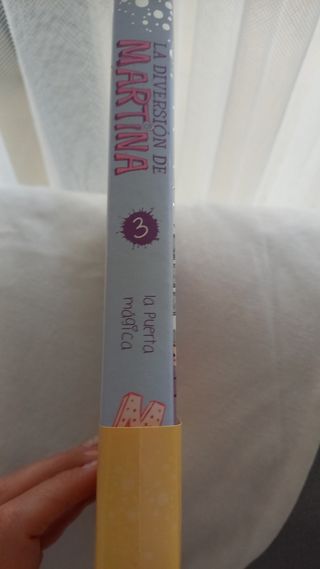 LA DIVERSIÓN DE
MARTINA
3
la Puerta
mágica
M